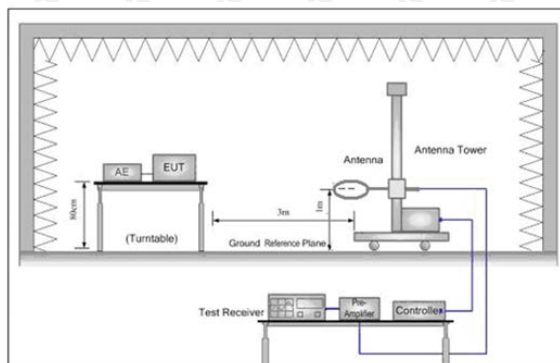 Antenna
Antenna Tower
AE
EUT
80cm
(Turntable)
3m
1m
Ground Reference Plane
Test Receiver
Pre-
Amplifier
Controller